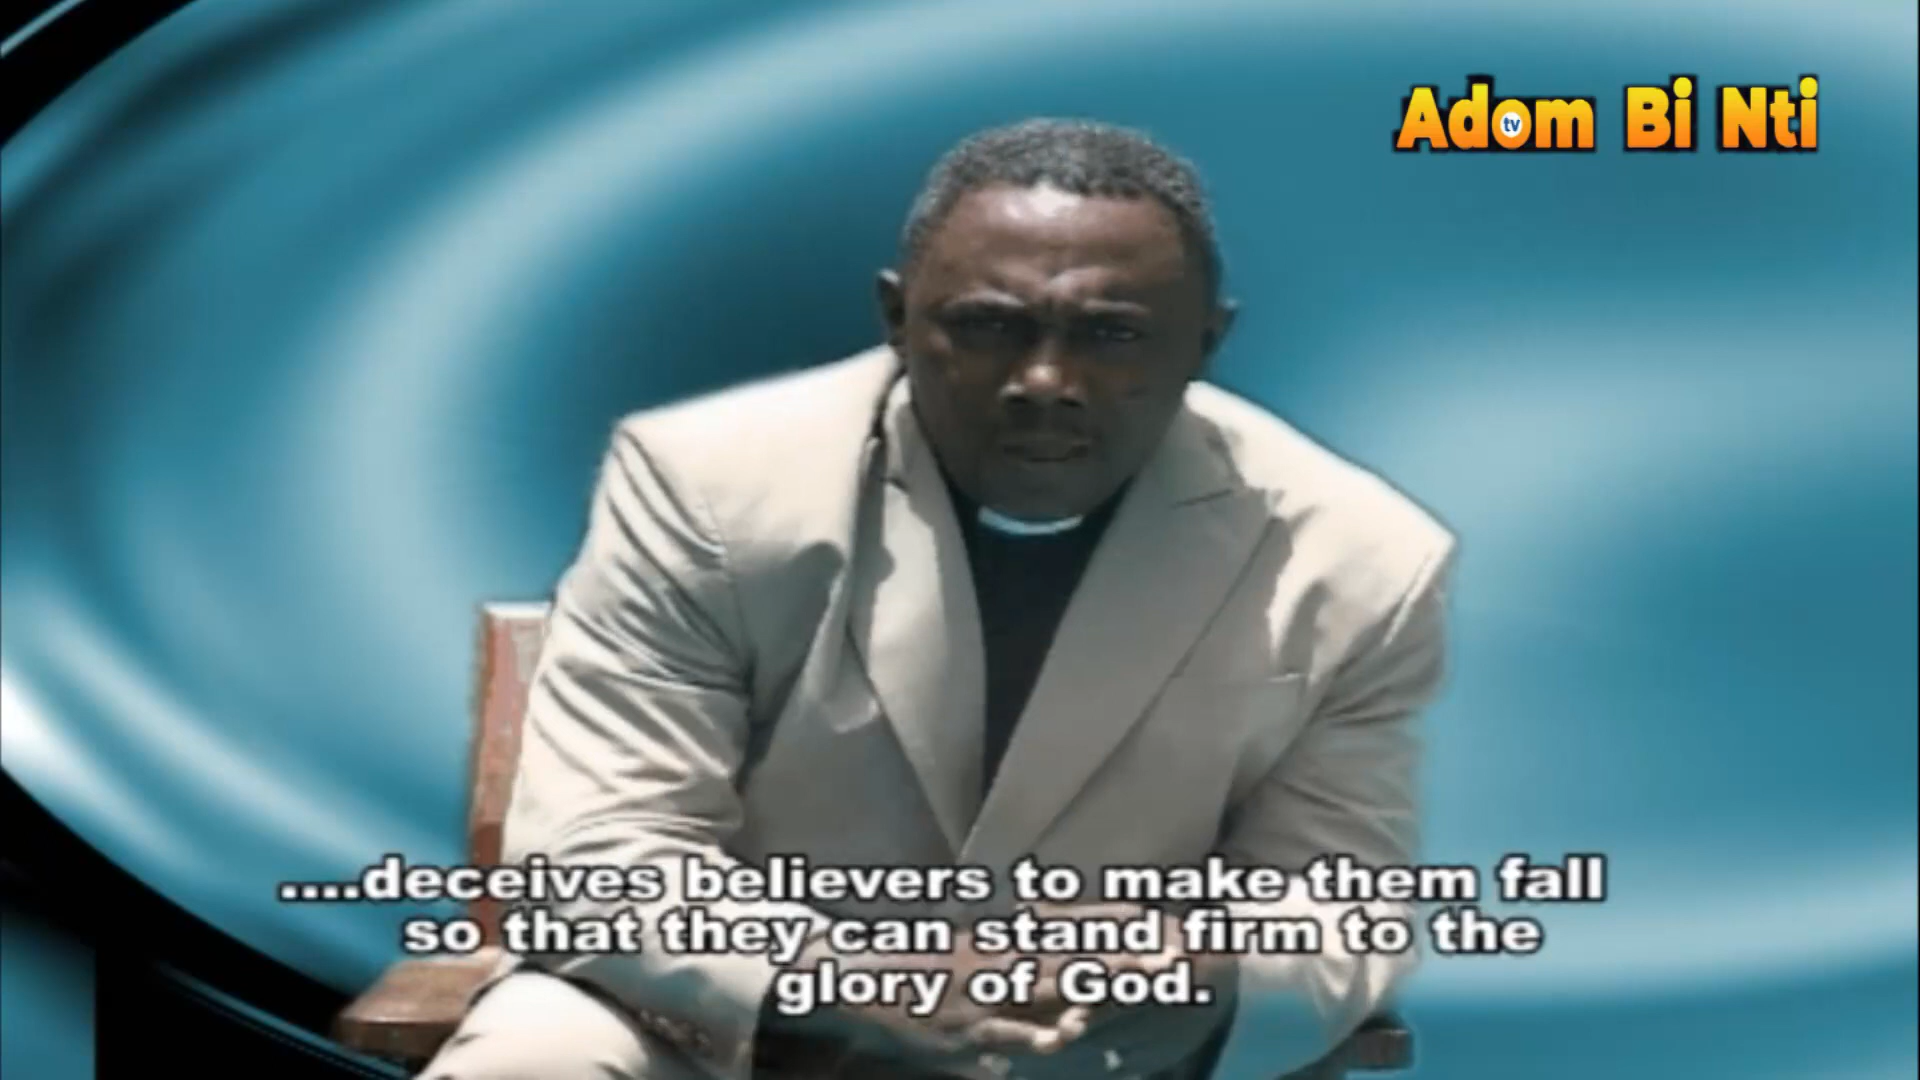 Adom Bi Nti
tv
....deceives believers to make them fall
so that they can stand firm to the
glory of God.